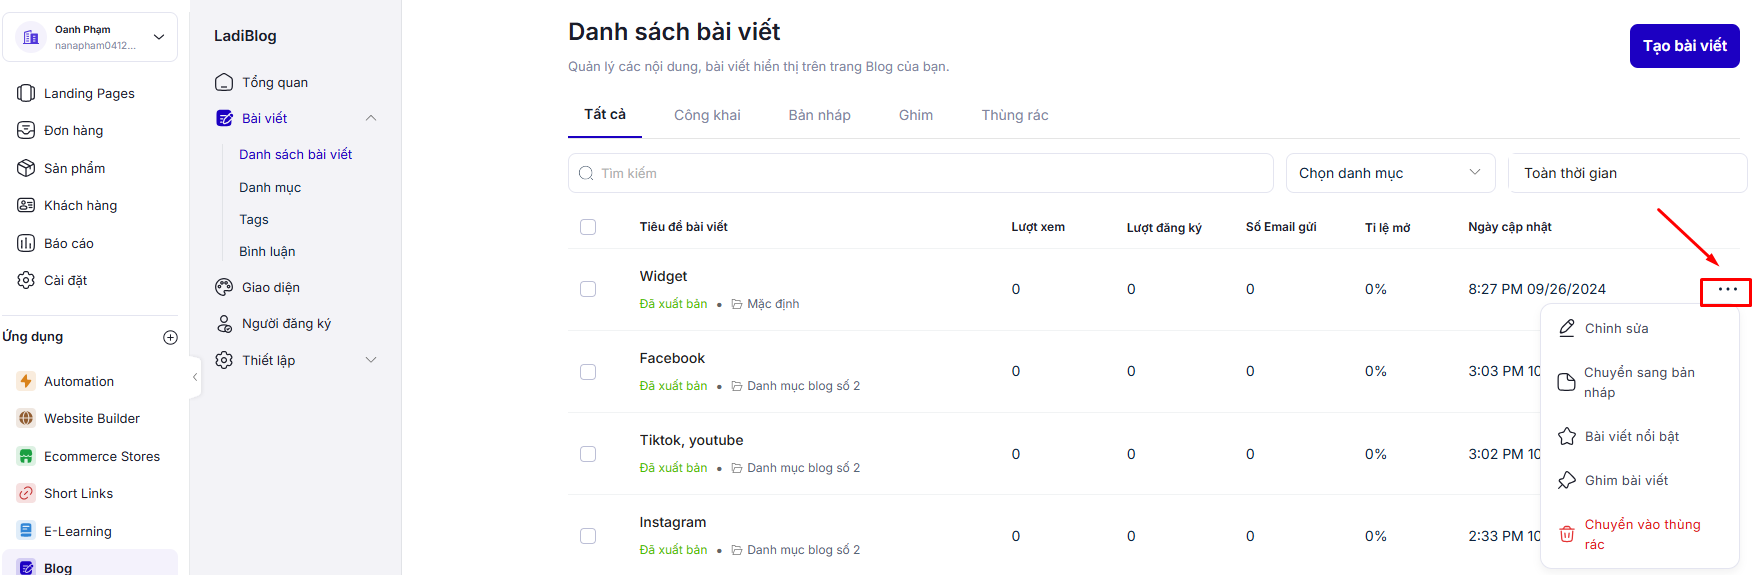 Oanh Phạm
nanapham0412...
Landing Pages
Đơn hàng
Sản phẩm
Khách hàng
Báo cáo
Cài đặt
Ứng dụng
Automation
Website Builder
Ecommerce Stores
Short Links
E-Learning
Blog
LadiBlog
Tổng quan
Bài viết
Danh sách bài viết
Danh mục
Tags
Bình luận
Giao diện
Người đăng ký
Thiết lập
Danh sách bài viết
Quản lý các nội dung, bài viết hiển thị trên trang Blog của bạn.
Tạo bài viết
Tất cả Công khai Bản nháp Ghim Thùng rác
Tìm kiếm Chọn danh mục Toàn thời gian
Tiêu đề bài viết Lượt xem Lượt đăng ký Số Email gửi Tỉ lệ mở Ngày cập nhật
Widget
0 0 0 0% 8:27 PM 09/26/2024
Đã xuất bản • Mặc định
Facebook
0 0 0 0% 3:03 PM 10
Đã xuất bản • Danh mục blog số 2
Tiktok, youtube
0 0 0 0% 3:02 PM 10
Đã xuất bản • Danh mục blog số 2
Instagram
0 0 0 0% 2:33 PM 10
Đã xuất bản • Danh mục blog số 2
Chỉnh sửa
Chuyển sang bản
nháp
Bài viết nổi bật
Ghim bài viết
Chuyển vào thùng
rác